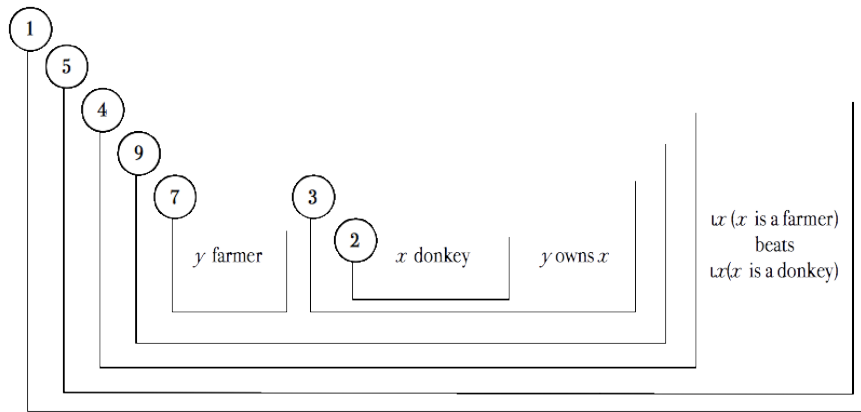 1
5
4
9
7
3
2
y farmer
x donkey
y owns x
ιx (x is a farmer)
beats
ιx(x is a donkey)